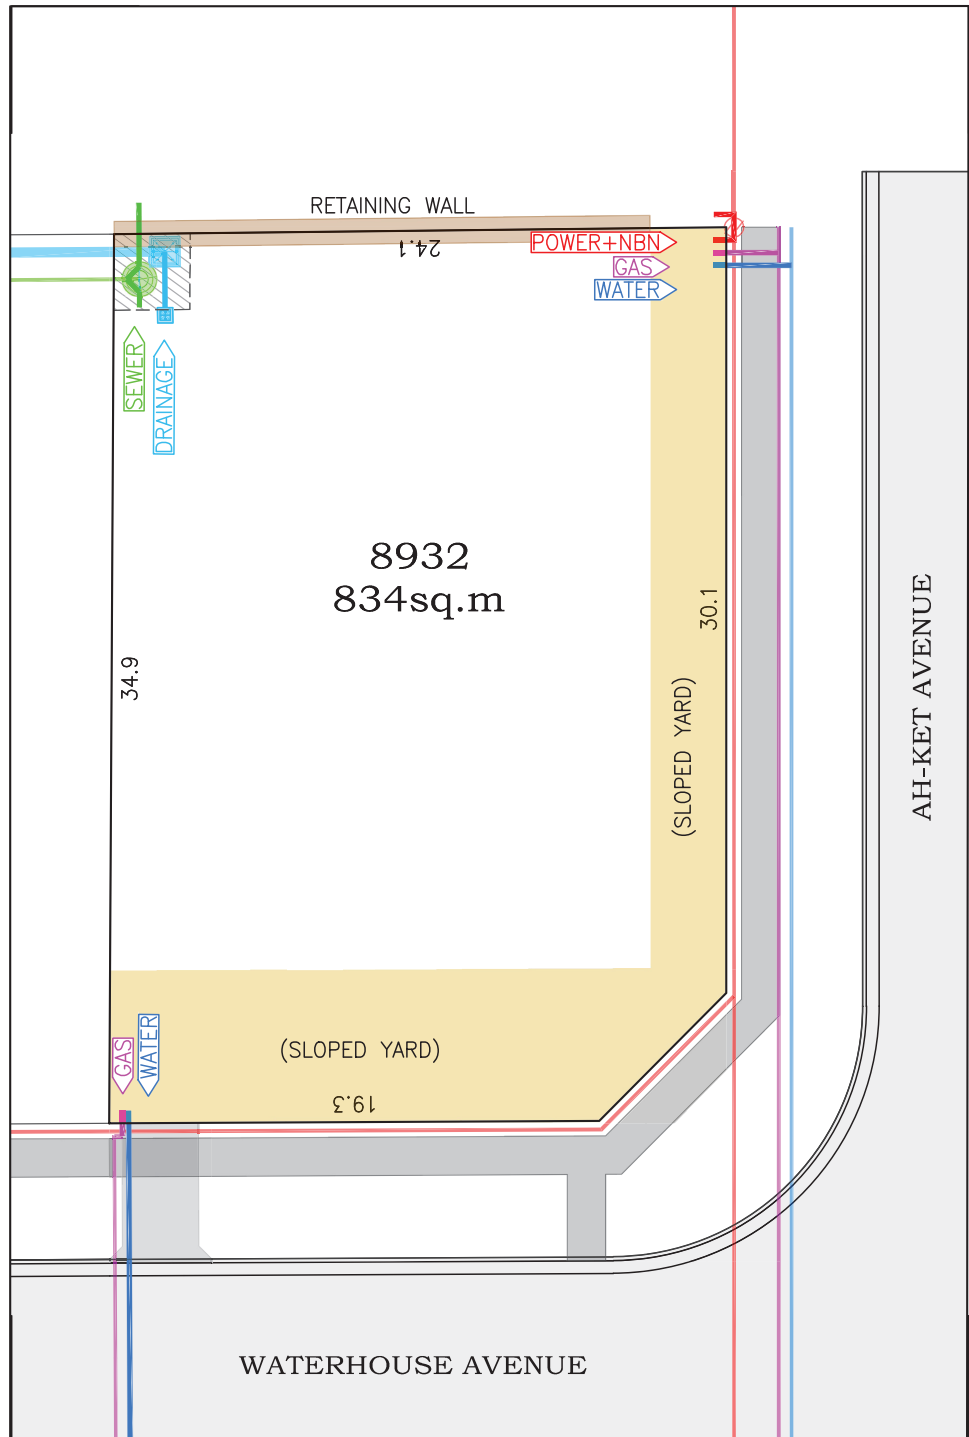 RETAINING WALL
24.1
POWER+NBN
GAS
WATER
SEWER
DRAINAGE
8932
834sq.m
30.1
34.9
(SLOPED YARD)
AH-KET AVENUE
GAS
WATER
(SLOPED YARD)
19.3
WATERHOUSE AVENUE